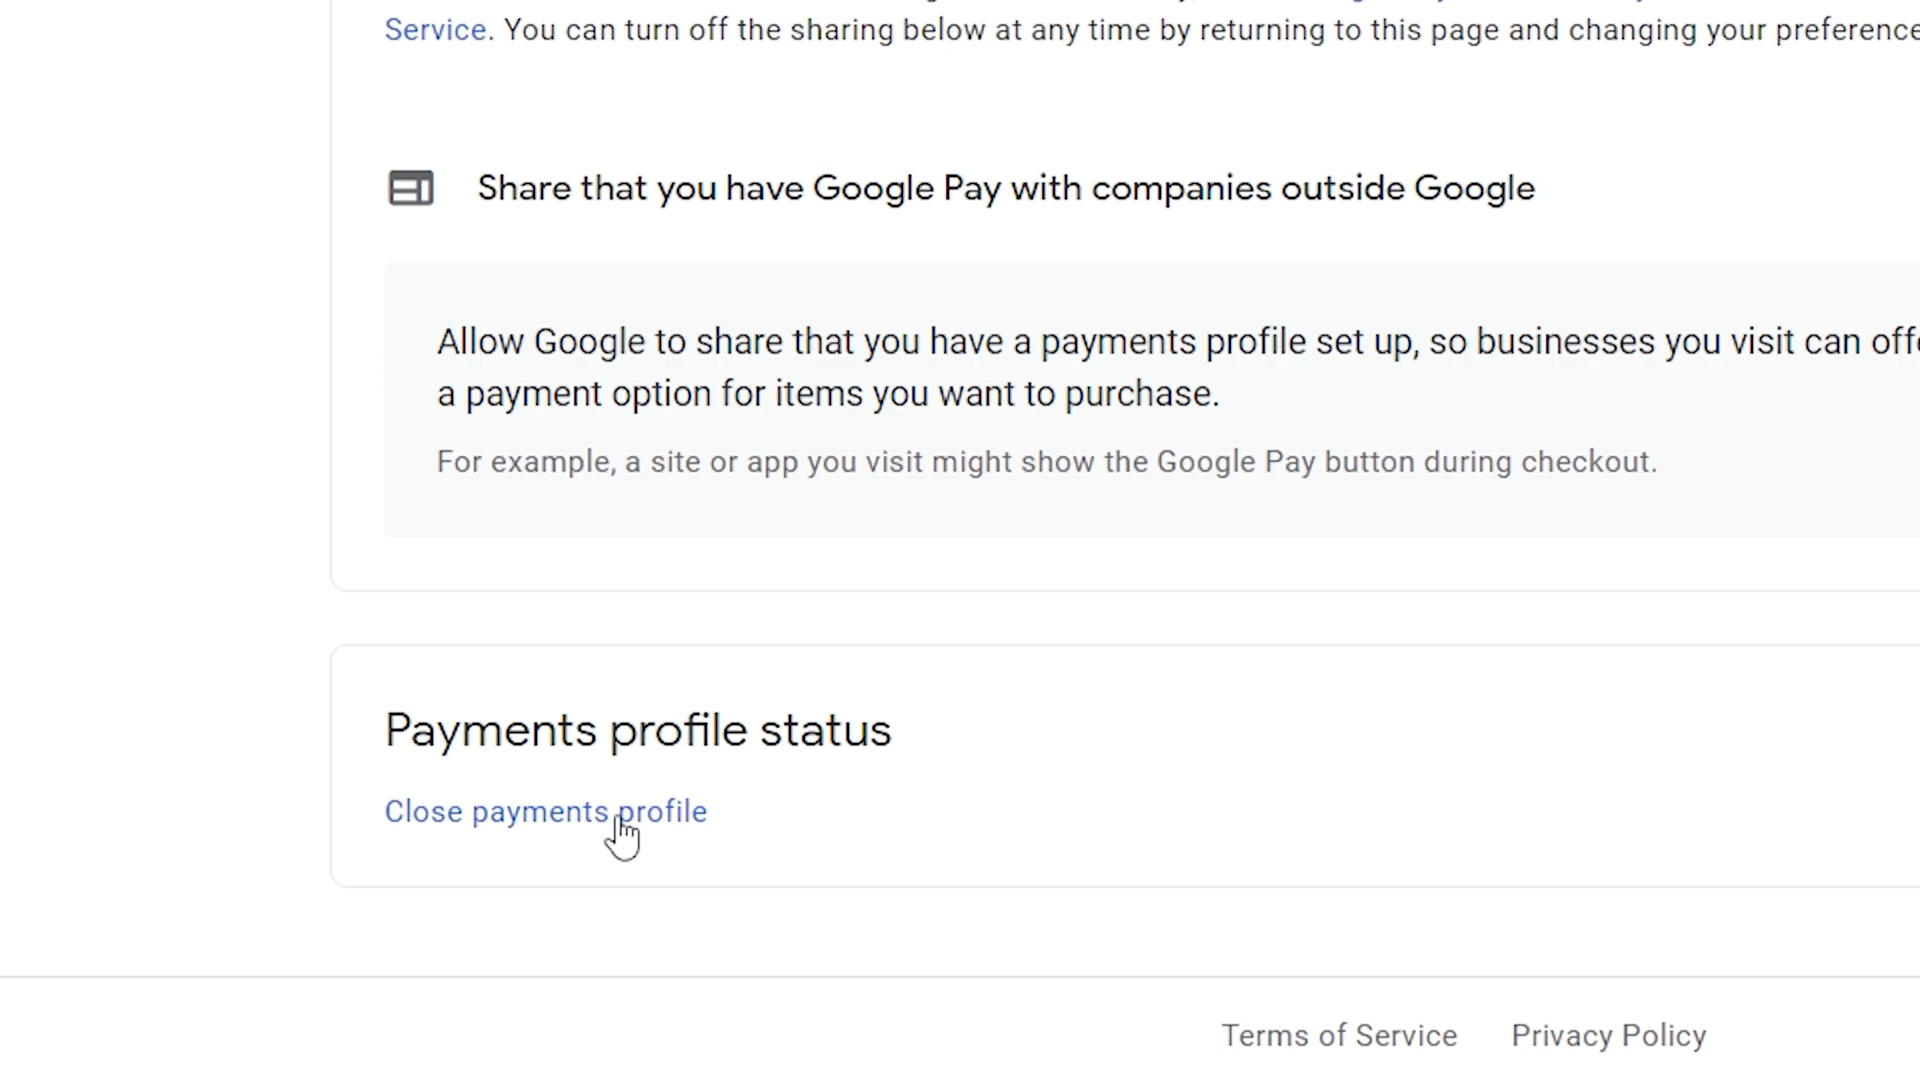 Service. You can turn off the sharing below at any time by returning to this page and changing your
Share that you have Google Pay with companies outside Google
Allow Google to share that you have a payments profile set up, so businesses you visit can
a payment option for items you want to purchase.
For example, a site or app you visit might show the Google Pay button during checkout.
Payments profile status
Close payments profile
Terms of Service
Privacy Policy